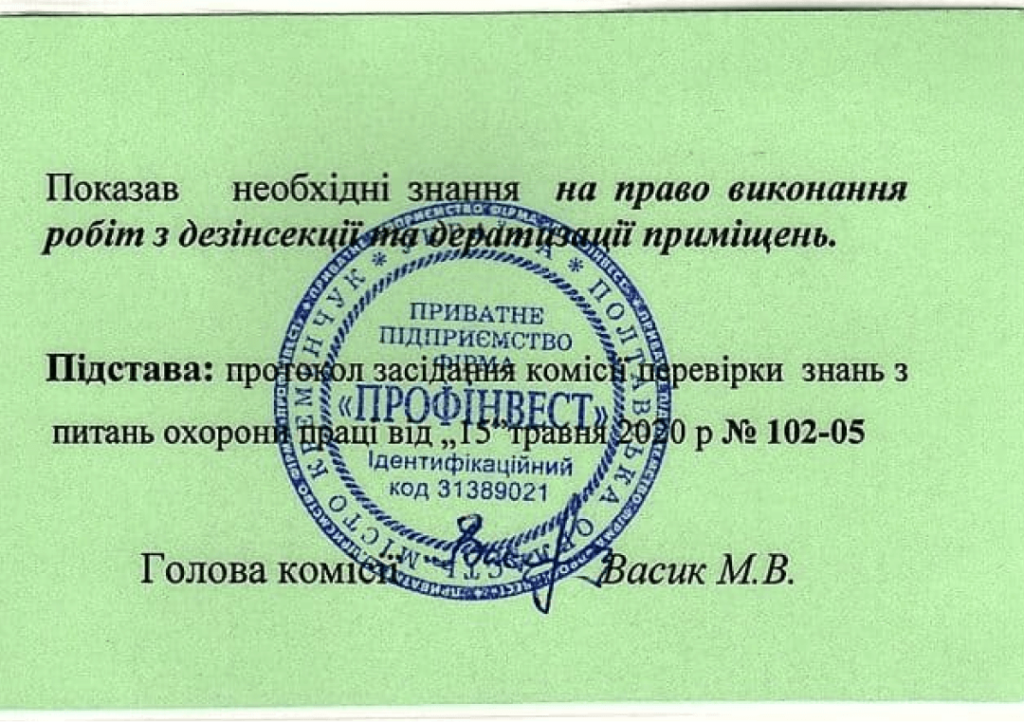 Показав необхідні знання на право виконання
робіт з дезінсекції та дератизації приміщень.
Підстава: протокол засідання комісії перевірки знань з
питань охорони праці від „15“ травня 2020 р № 102-05
Голова комісії
Васик М.В.
УКРАЇНА * ПОЛТАВСЬКА ОБЛАСТЬ * МІСТО КРЕМЕНЧУК *
ПРИВАТНЕ
ПІДПРИЄМСТВО
ФІРМА
«ПРОФІНВЕСТ»
Ідентифікаційний
код 31389021